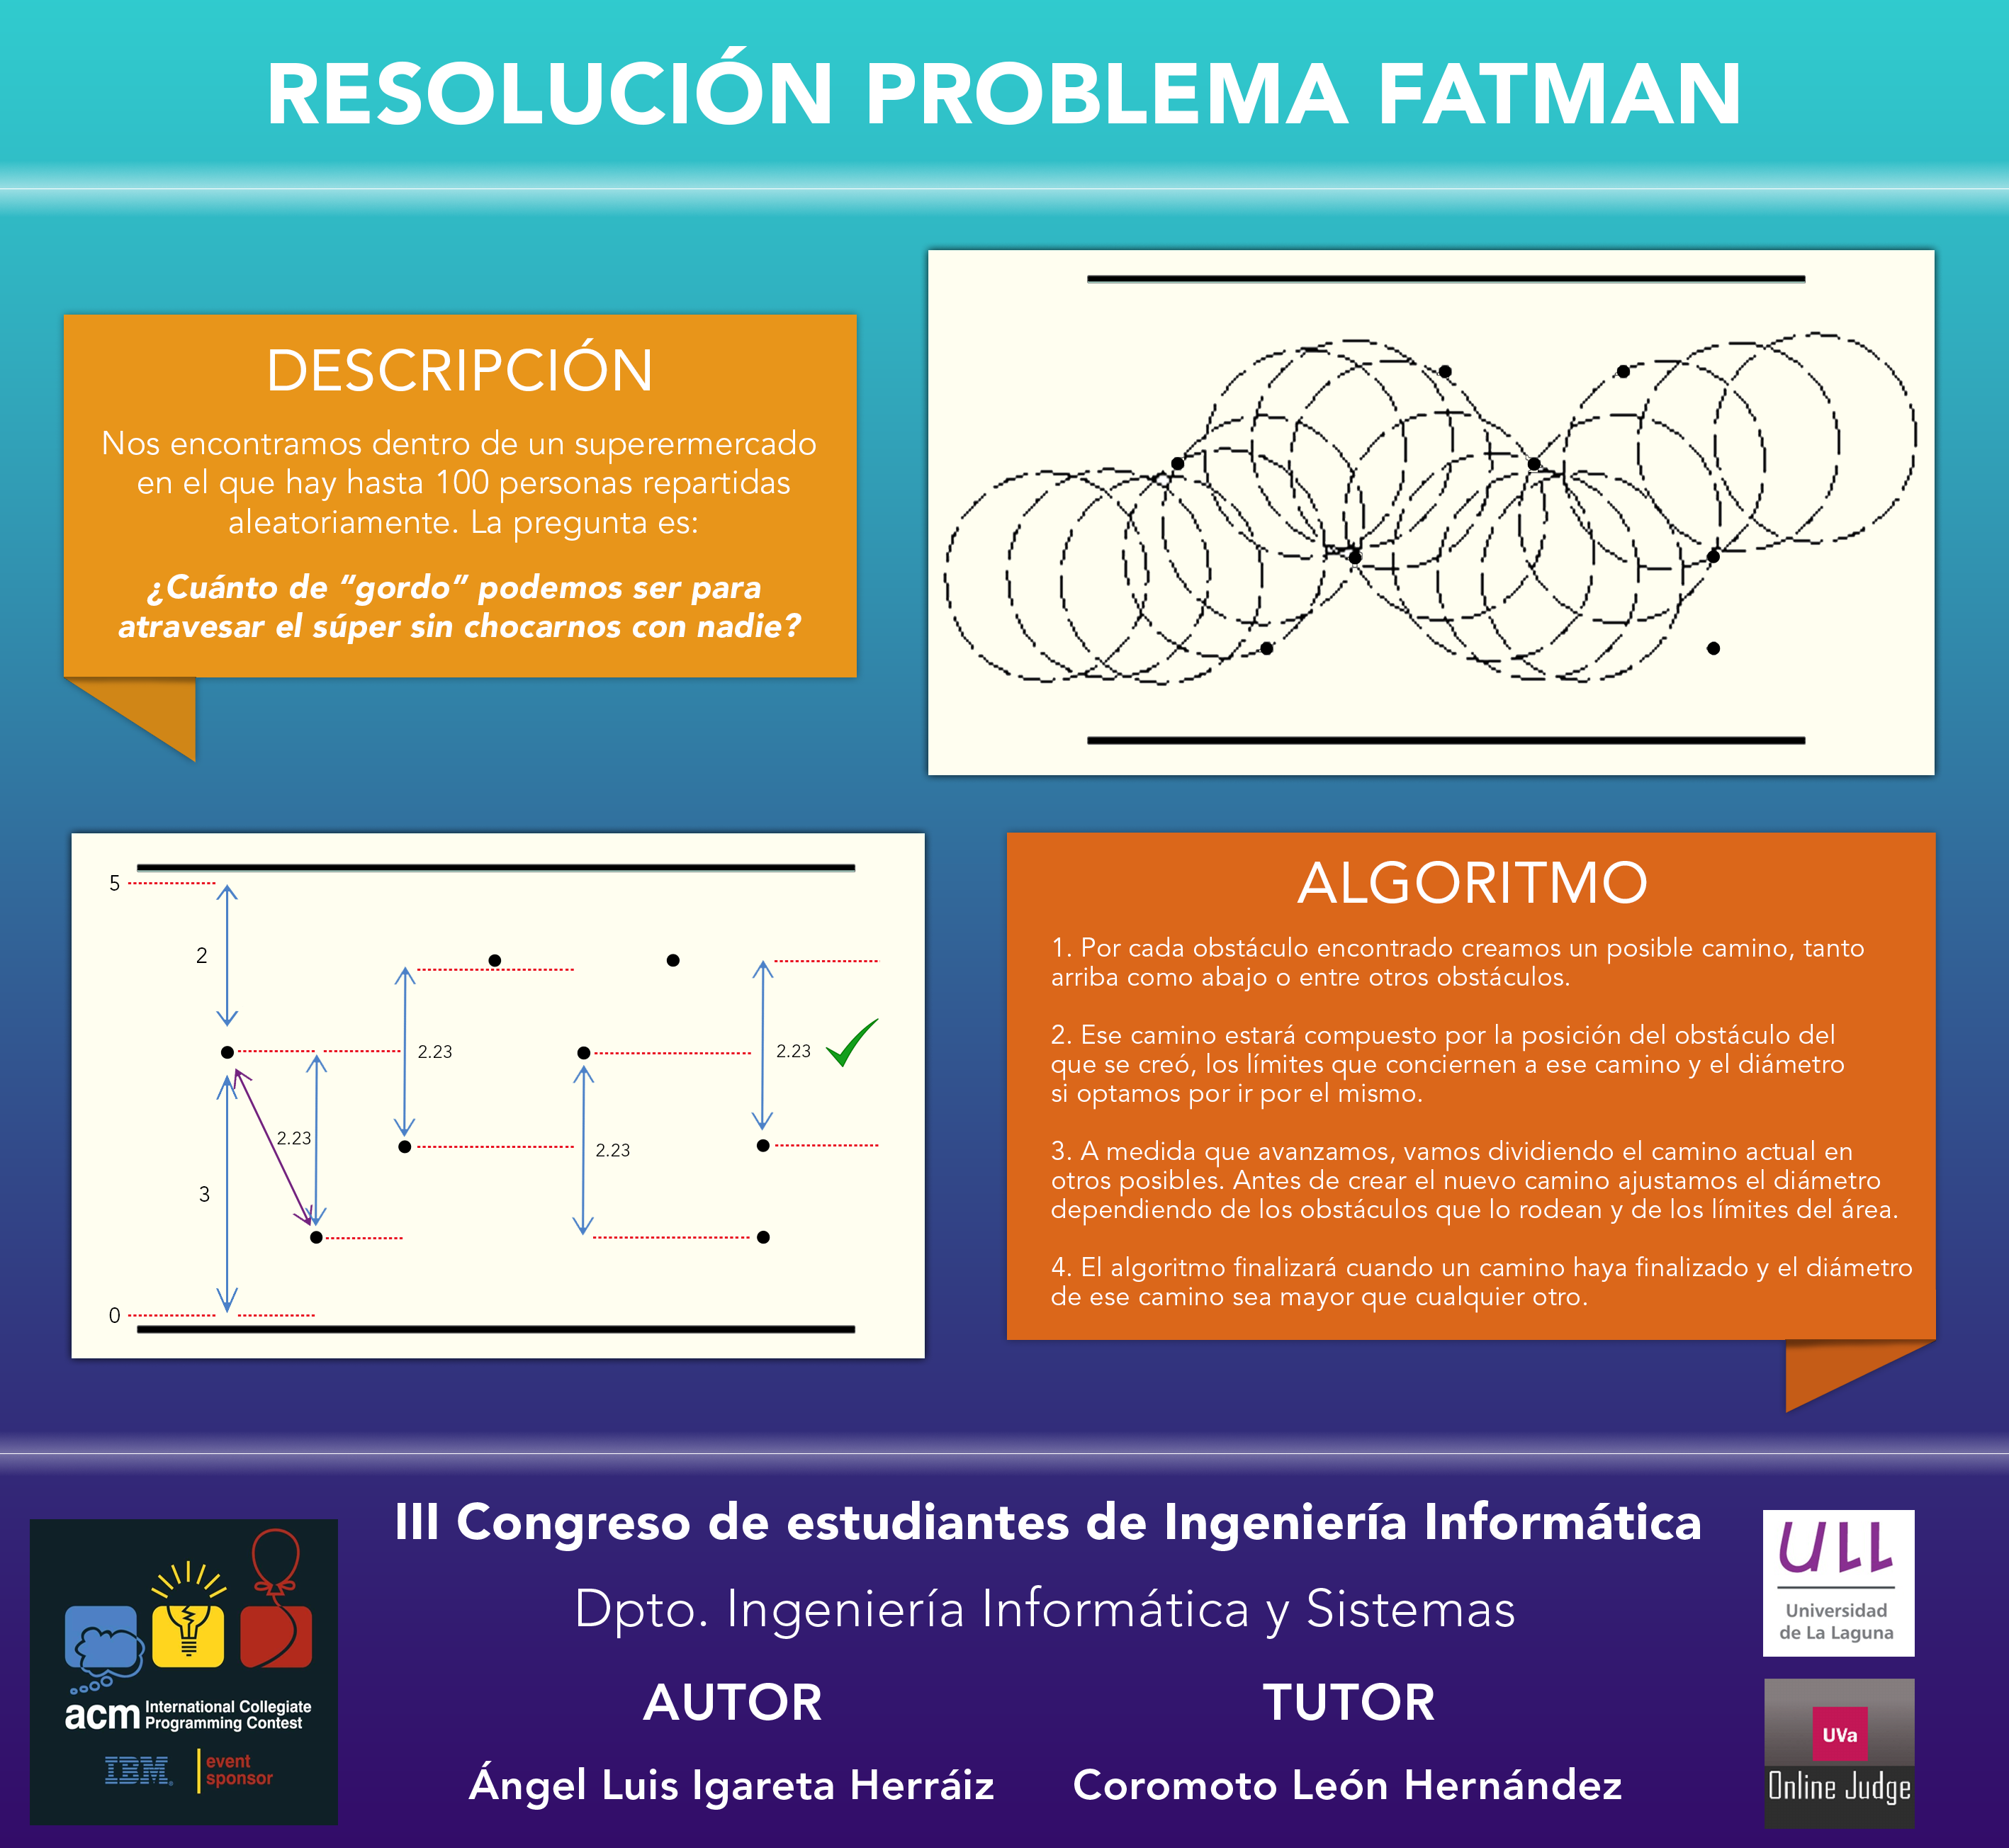 RESOLUCIÓN PROBLEMA FATMAN
DESCRIPCIÓN
Nos encontramos dentro de un superermercado
en el que hay hasta 100 personas repartidas
aleatoriamente. La pregunta es:
¿Cuánto de “gordo” podemos ser para
atravesar el súper sin chocarnos con nadie?
5
2
2.23
2.23
2.23
2.23
3
0
ALGORITMO
1. Por cada obstáculo encontrado creamos un posible camino, tanto
arriba como abajo o entre otros obstáculos.
2. Ese camino estará compuesto por la posición del obstáculo del
que se creó, los límites que conciernen a ese camino y el diámetro
si optamos por ir por el mismo.
3. A medida que avanzamos, vamos dividiendo el camino actual en
otros posibles. Antes de crear el nuevo camino ajustamos el diámetro
dependiendo de los obstáculos que lo rodean y de los límites del área.
4. El algoritmo finalizará cuando un camino haya finalizado y el diámetro
de ese camino sea mayor que cualquier otro.
III Congreso de estudiantes de Ingeniería Informática
Dpto. Ingeniería Informática y Sistemas
AUTOR
Ángel Luis Igareta Herráiz
TUTOR
Coromoto León Hernández
acm International Collegiate
Programming Contest
IBM® event
sponsor
ULL
Universidad
de La Laguna
UVa
Online Judge